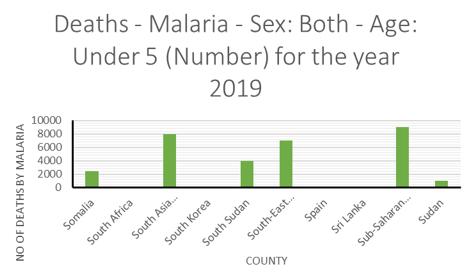 Deaths - Malaria - Sex: Both - Age:
Under 5 (Number) for the year
2019
NO OF DEATHS BY MALARIA
10000
8000
6000
4000
2000
0
Somalia
South Africa
South Asia...
South Korea
South Sudan
South-East...
Spain
Sri Lanka
Sub-Saharan...
Sudan
COUNTY